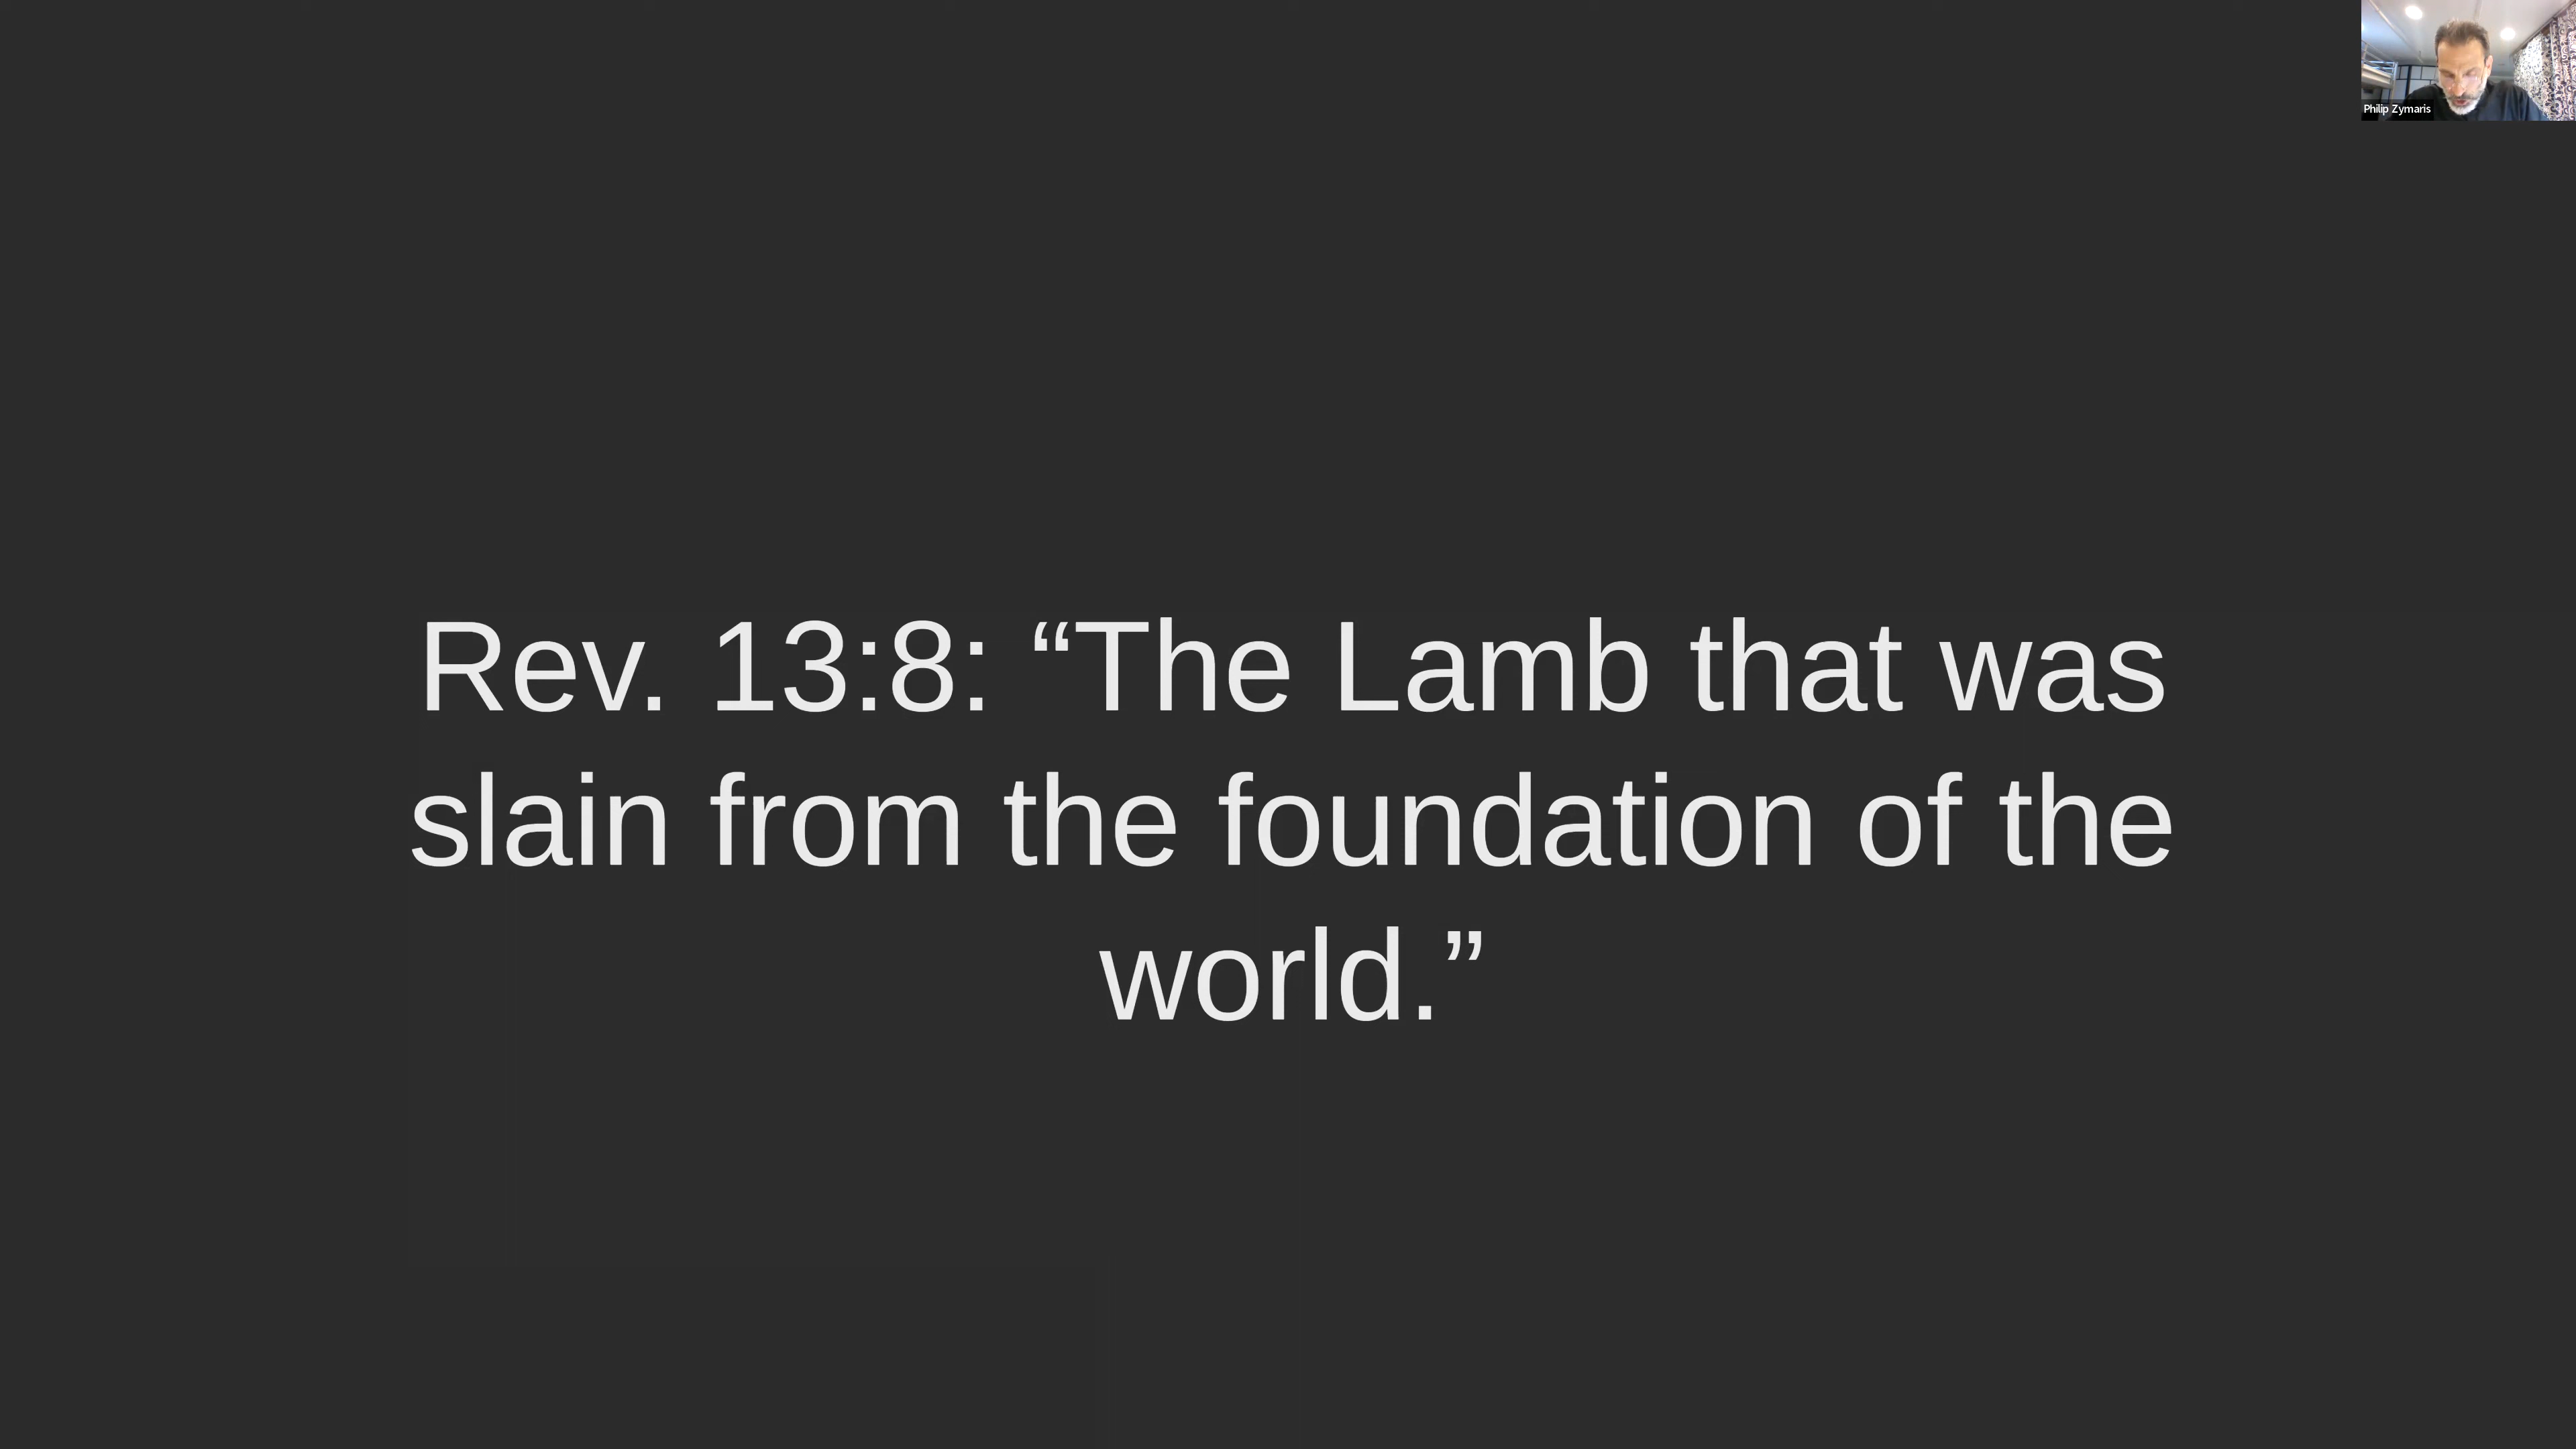 Philip Zymaris
Rev. 13:8: “The Lamb that was
slain from the foundation of the
world.”